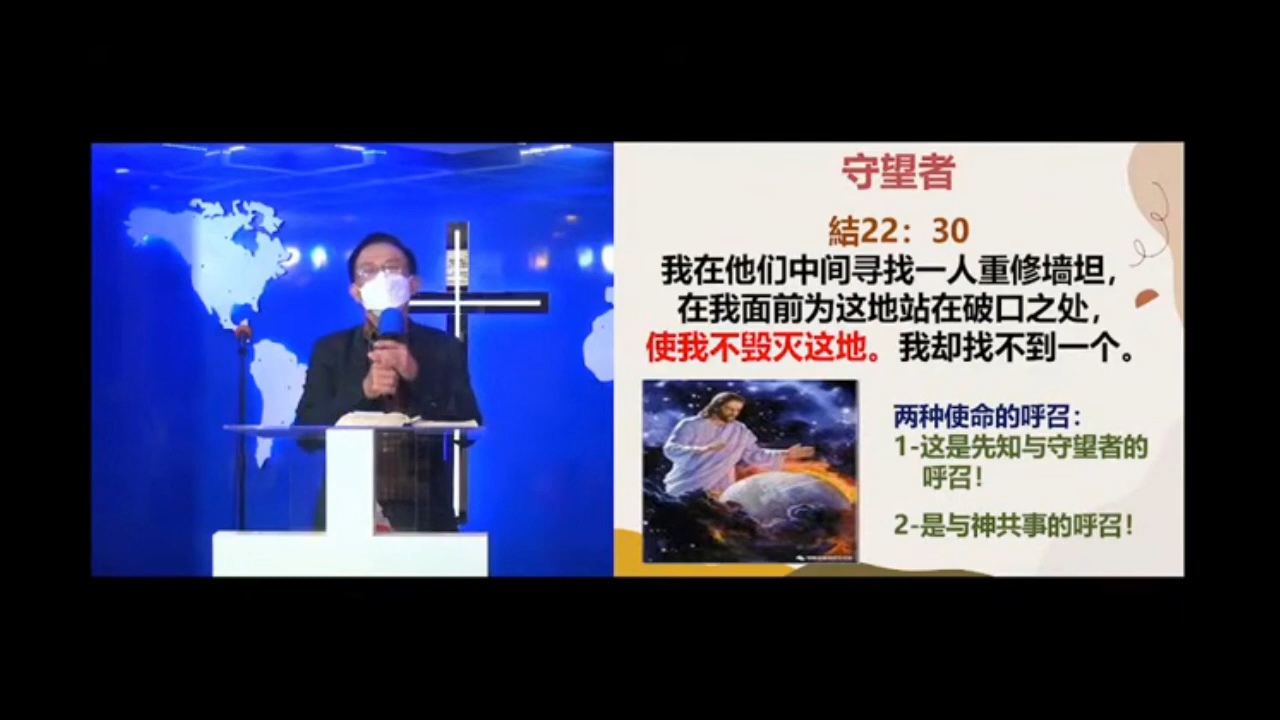 守望者
結22：30
我在他们中间寻找一人重修墙坦，
在我面前为这地站在破口之处，
使我不毁灭这地。我却找不到一个。
两种使命的呼召：
1-这是先知与守望者的
呼召！
2-是与神共事的呼召！